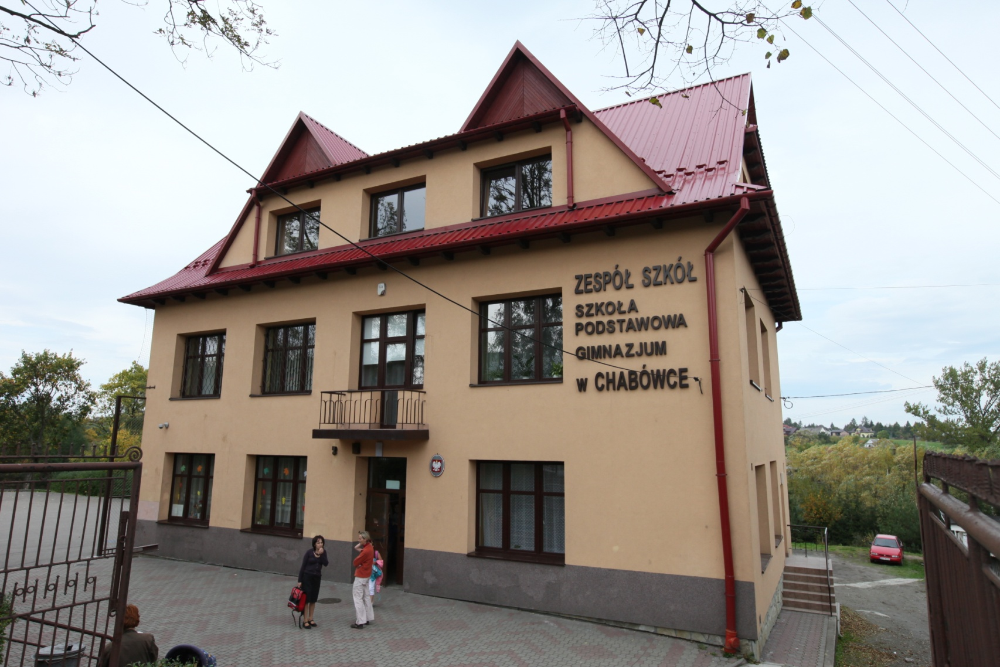 ZESPÓŁ SZKÓŁ
SZKOŁA
PODSTAWOWA
GIMNAZJUM
w CHABÓWCE